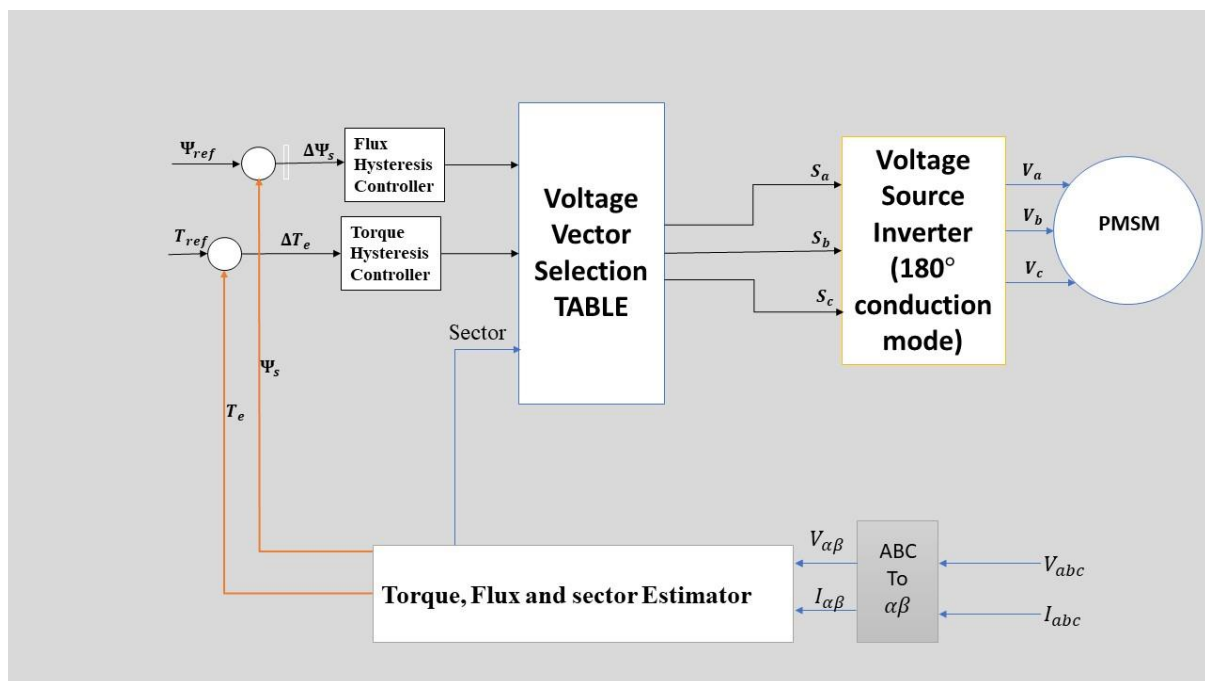 Ψref
ΔΨs
Flux
Hysteresis
Controller
Tref
ΔTe
Torque
Hysteresis
Controller
Voltage
Vector
Selection
TABLE
Sa
Sb
Sc
Voltage
Source
Inverter
(180°
conduction
mode)
Va
Vb
Vc
PMSM
Sector
Ψs
Te
Torque, Flux and sector Estimator
Vαβ
Iαβ
ABC
To
αβ
Vabc
Iabc